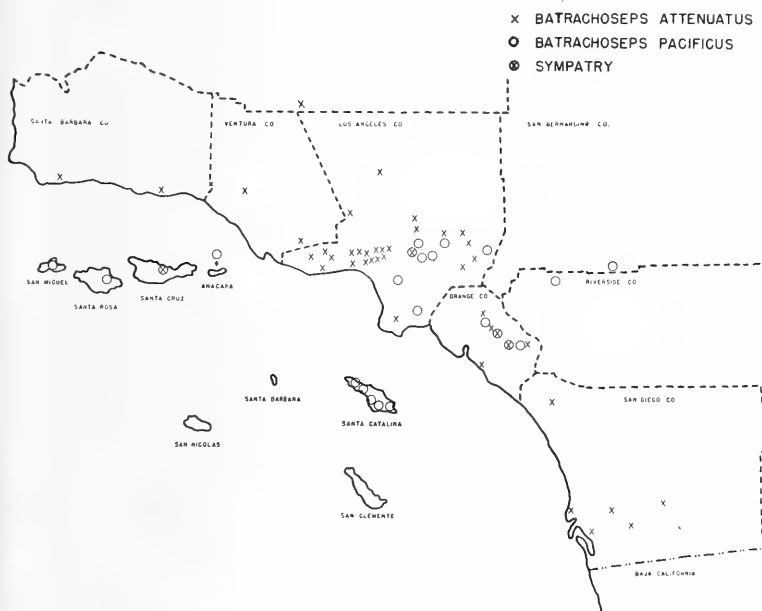 × BATRACHOSEPS ATTENUATUS
O BATRACHOSEPS PACIFICUS
⊗ SYMPATRY
SANTA BARBARA CO
VENTURA CO
LOS ANGELES CO
SAN BERNARDINO CO.
SAN MIGUEL
SANTA ROSA
SANTA CRUZ
ANACAPA
ORANGE CO
RIVERSIDE CO
SANTA BARBARA
SAN NICOLAS
SANTA CATALINA
SAN DIEGO CO
SAN CLEMENTE
BAJA CALIFORNIA